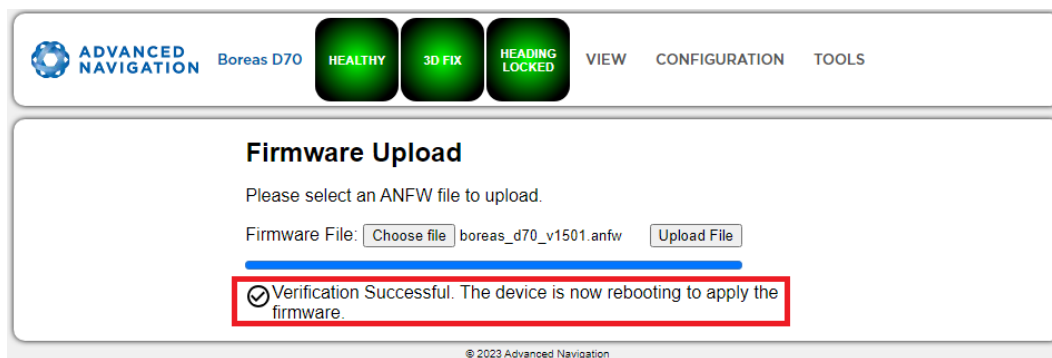 ADVANCED
NAVIGATION
Boreas D70
HEALTHY
3D FIX
HEADING
LOCKED
VIEW
CONFIGURATION
TOOLS
Firmware Upload
Please select an ANFW file to upload.
Firmware File: Choose file boreas_d70_v1501.anfw Upload File
Verification Successful. The device is now rebooting to apply the
firmware.
© 2023 Advanced Navigation